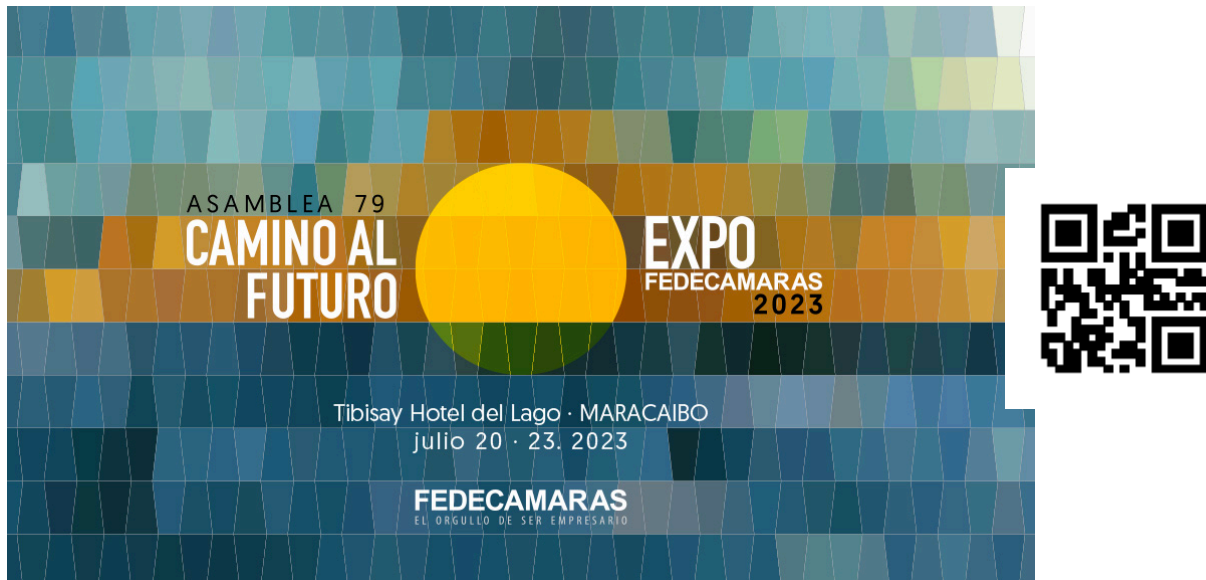 ASAMBLEA 79
CAMINO AL
FUTURO
EXPO
FEDECAMARAS
2023
Tibisay Hotel del Lago · MARACAIBO
julio 20 · 23. 2023
FEDECAMARAS
EL ORGULLO DE SER EMPRESARIO